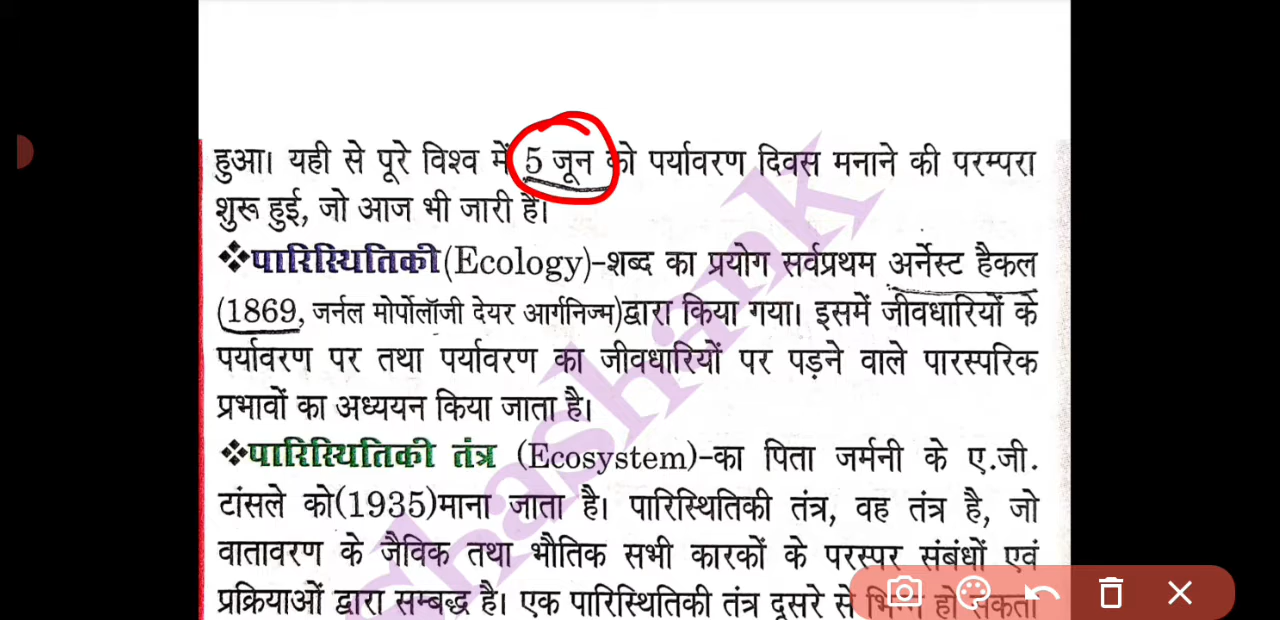 हुआ। यही से पूरे विश्व में 5 जून को पर्यावरण दिवस मनाने की परम्परा
शुरू हुई, जो आज भी जारी है।
❖पारिस्थितिकी(Ecology)–शब्द का प्रयोग सर्वप्रथम अर्नेस्ट हैकल
(1869, जर्नल मोर्पोलॉजी देयर आर्गनिज्म)द्वारा किया गया। इसमें जीवधारियों के
पर्यावरण पर तथा पर्यावरण का जीवधारियों पर पड़ने वाले पारस्परिक
प्रभावों का अध्ययन किया जाता है।
❖पारिस्थितिकी तंत्र (Ecosystem)–का पिता जर्मनी के ए.जी.
टांसले को(1935)माना जाता है। पारिस्थितिकी तंत्र, वह तंत्र है, जो
वातावरण के जैविक तथा भौतिक सभी कारकों के परस्पर संबंधों एवं
प्रक्रियाओं द्वारा सम्बद्ध है। एक पारिस्थितिकी तंत्र दूसरे से भिन्न हो सकता
shashank